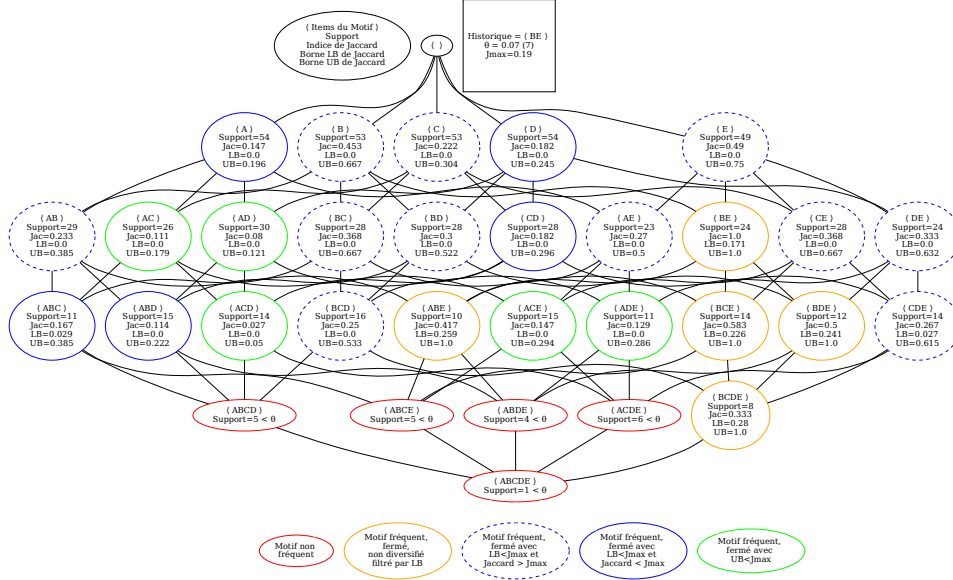 ⟨ Items du Motif ⟩
Support
Indice de Jaccard
Borne LB de Jaccard
Borne UB de Jaccard
⟨ ⟩
Historique = ⟨ BE ⟩
θ = 0.07 (7)
Jmax=0.19
⟨ A ⟩
Support=54
Jac=0.147
LB=0.0
UB=0.196
⟨ B ⟩
Support=53
Jac=0.453
LB=0.0
UB=0.667
⟨ C ⟩
Support=53
Jac=0.222
LB=0.0
UB=0.304
⟨ D ⟩
Support=54
Jac=0.182
LB=0.0
UB=0.245
⟨ E ⟩
Support=49
Jac=0.49
LB=0.0
UB=0.75
⟨ AB ⟩
Support=29
Jac=0.233
LB=0.0
UB=0.385
⟨ AC ⟩
Support=26
Jac=0.111
LB=0.0
UB=0.179
⟨ AD ⟩
Support=30
Jac=0.08
LB=0.0
UB=0.121
⟨ BC ⟩
Support=28
Jac=0.368
LB=0.0
UB=0.667
⟨ BD ⟩
Support=28
Jac=0.3
LB=0.0
UB=0.522
⟨ CD ⟩
Support=28
Jac=0.182
LB=0.0
UB=0.296
⟨ AE ⟩
Support=23
Jac=0.27
LB=0.0
UB=0.5
⟨ BE ⟩
Support=24
Jac=1.0
LB=0.171
UB=1.0
⟨ CE ⟩
Support=28
Jac=0.368
LB=0.0
UB=0.667
⟨ DE ⟩
Support=24
Jac=0.333
LB=0.0
UB=0.632
⟨ ABC ⟩
Support=11
Jac=0.167
LB=0.029
UB=0.385
⟨ ABD ⟩
Support=15
Jac=0.114
LB=0.0
UB=0.222
⟨ ACD ⟩
Support=14
Jac=0.027
LB=0.0
UB=0.05
⟨ BCD ⟩
Support=16
Jac=0.25
LB=0.0
UB=0.533
⟨ ABE ⟩
Support=10
Jac=0.417
LB=0.259
UB=1.0
⟨ ACE ⟩
Support=15
Jac=0.147
LB=0.0
UB=0.294
⟨ ADE ⟩
Support=11
Jac=0.129
LB=0.0
UB=0.286
⟨ BCE ⟩
Support=14
Jac=0.583
LB=0.226
UB=1.0
⟨ BDE ⟩
Support=12
Jac=0.5
LB=0.241
UB=1.0
⟨ CDE ⟩
Support=14
Jac=0.267
LB=0.027
UB=0.615
⟨ ABCD ⟩
Support=5 < θ
⟨ ABCE ⟩
Support=5 < θ
⟨ ABDE ⟩
Support=4 < θ
⟨ ACDE ⟩
Support=6 < θ
⟨ BCDE ⟩
Support=8
Jac=0.333
LB=0.28
UB=1.0
⟨ ABCDE ⟩
Support=1 < θ
Motif non
fréquent
Motif fréquent,
fermé,
non diversifié
filtré par LB
Motif fréquent,
fermé avec
LB<Jmax et
Jaccard > Jmax
Motif fréquent,
fermé avec
LB<Jmax et
Jaccard < Jmax
Motif fréquent,
fermé avec
UB<Jmax